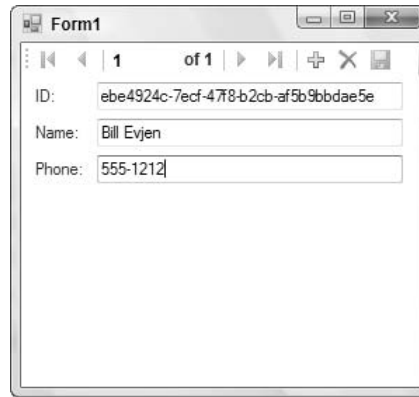 Form1
1 of 1
ID: ebe4924c-7ecf-47f8-b2cb-af5b9bbdae5e
Name: Bill Evjen
Phone: 555-1212